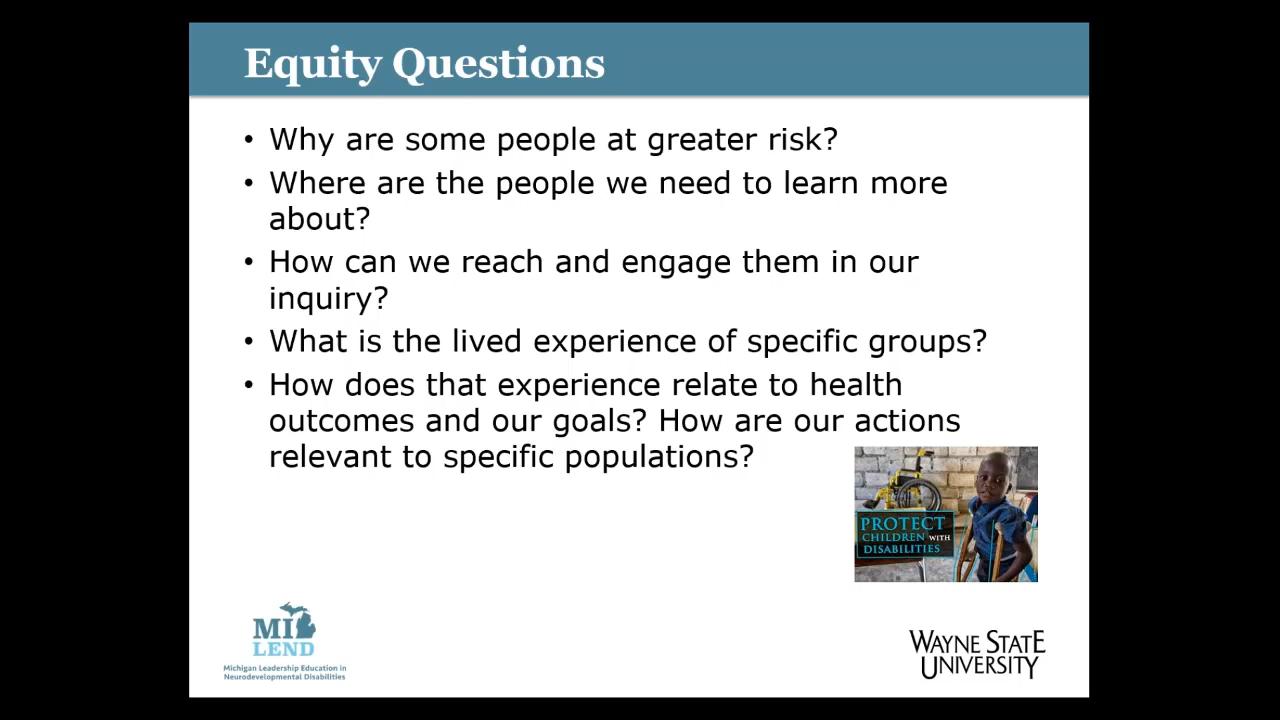 Equity Questions
• Why are some people at greater risk?
• Where are the people we need to learn more
about?
• How can we reach and engage them in our
inquiry?
• What is the lived experience of specific groups?
• How does that experience relate to health
outcomes and our goals? How are our actions
relevant to specific populations?
PROTECT
CHILDREN WITH
DISABILITIES
MI
LEND
Michigan Leadership Education in
Neurodevelopmental Disabilities
WAYNE STATE
UNIVERSITY